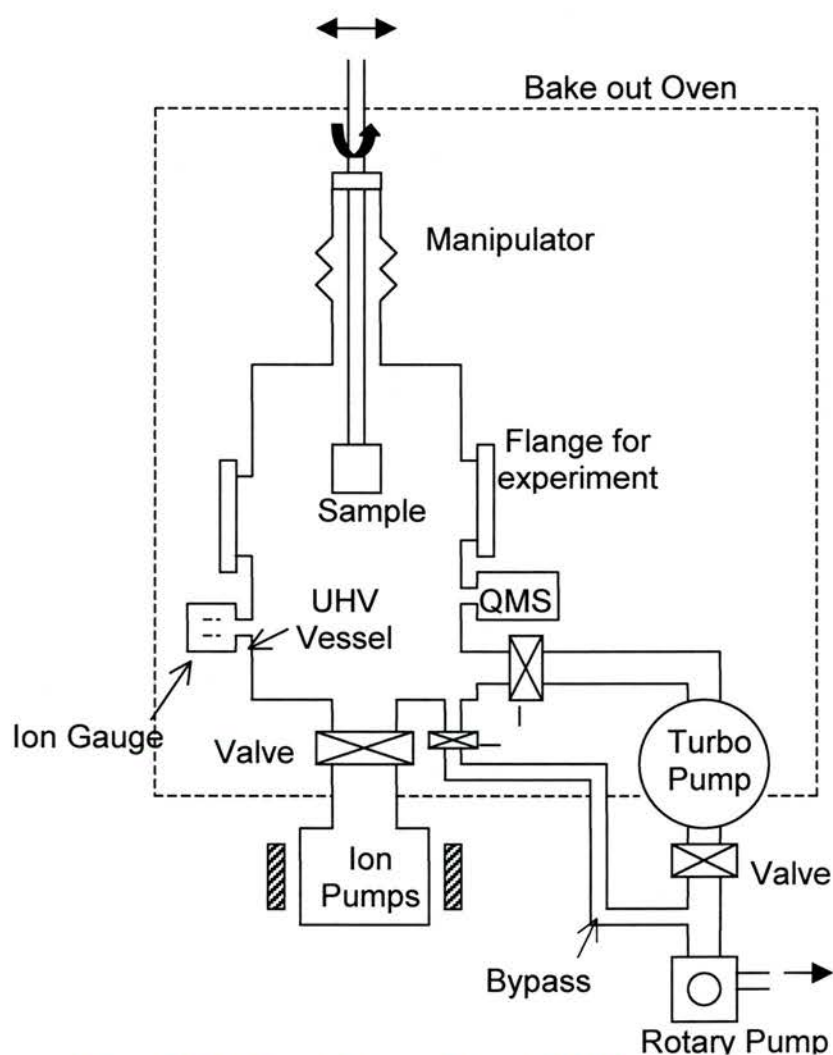 Bake out Oven
Manipulator
Flange for
experiment
Sample
QMS
UHV
Vessel
Ion Gauge
Valve
Turbo
Pump
Ion
Pumps
Valve
Bypass
Rotary Pump